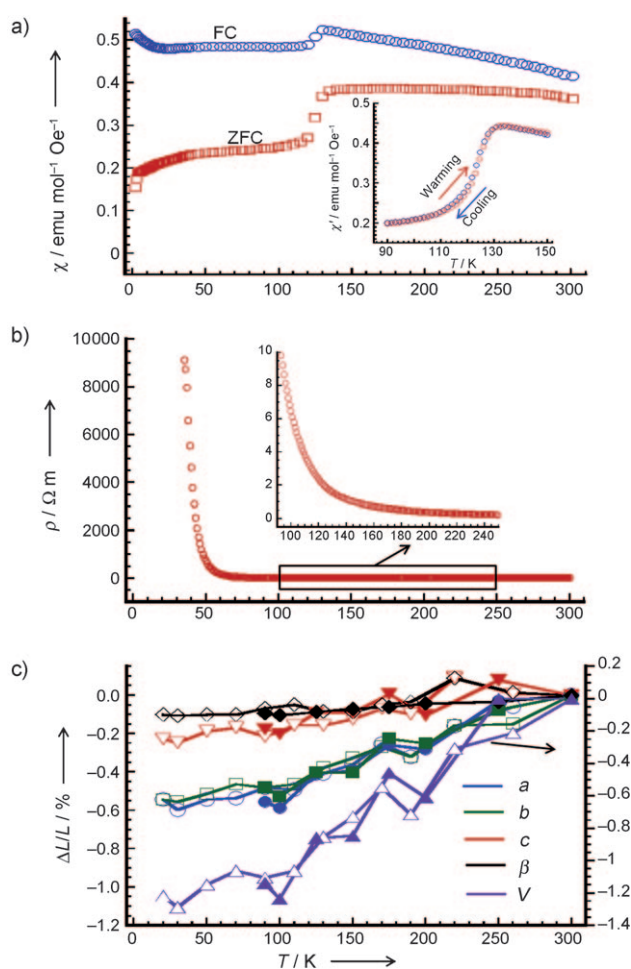 a)
FC
ZFC
χ / emu mol⁻¹ Oe⁻¹
0.5
0.4
0.3
0.2
0.1
0
0 50 100 150 200 250 300
χ′ / emu mol⁻¹ Oe⁻¹
0.5
0.4
0.3
0.2
90 110 130 150
T / K
Warming
Cooling
b)
ρ / Ω m
10000
8000
6000
4000
2000
0
0 50 100 150 200 250 300
10
8
6
4
2
0
100 120 140 160 180 200 220 240
c)
ΔL/L / %
0.0
–0.2
–0.4
–0.6
–0.8
–1.0
–1.2
0.2
0
–0.2
–0.4
–0.6
–0.8
–1
–1.2
–1.4
a
b
c
β
V
0 50 100 150 200 250 300
T / K